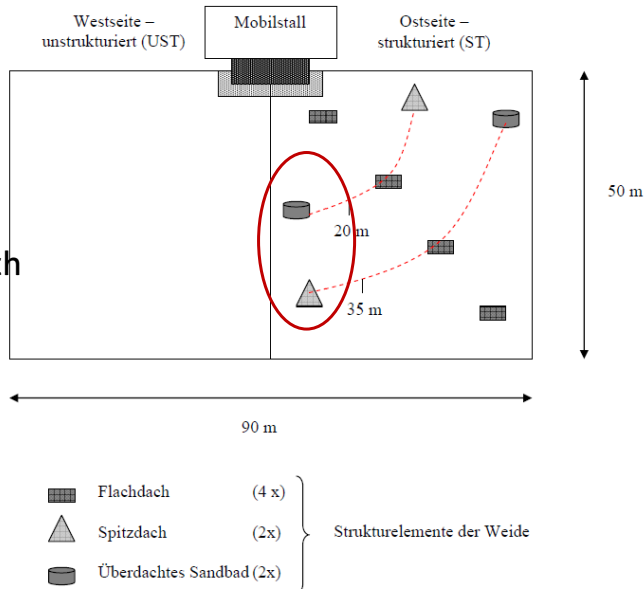 Westseite –
unstrukturiert (UST)
Mobilstall
Ostseite –
strukturiert (ST)
50 m
20 m
35 m
90 m
Flachdach (4 x)
Spitzdach (2x)
Überdachtes Sandbad (2x)
Strukturelemente der Weide